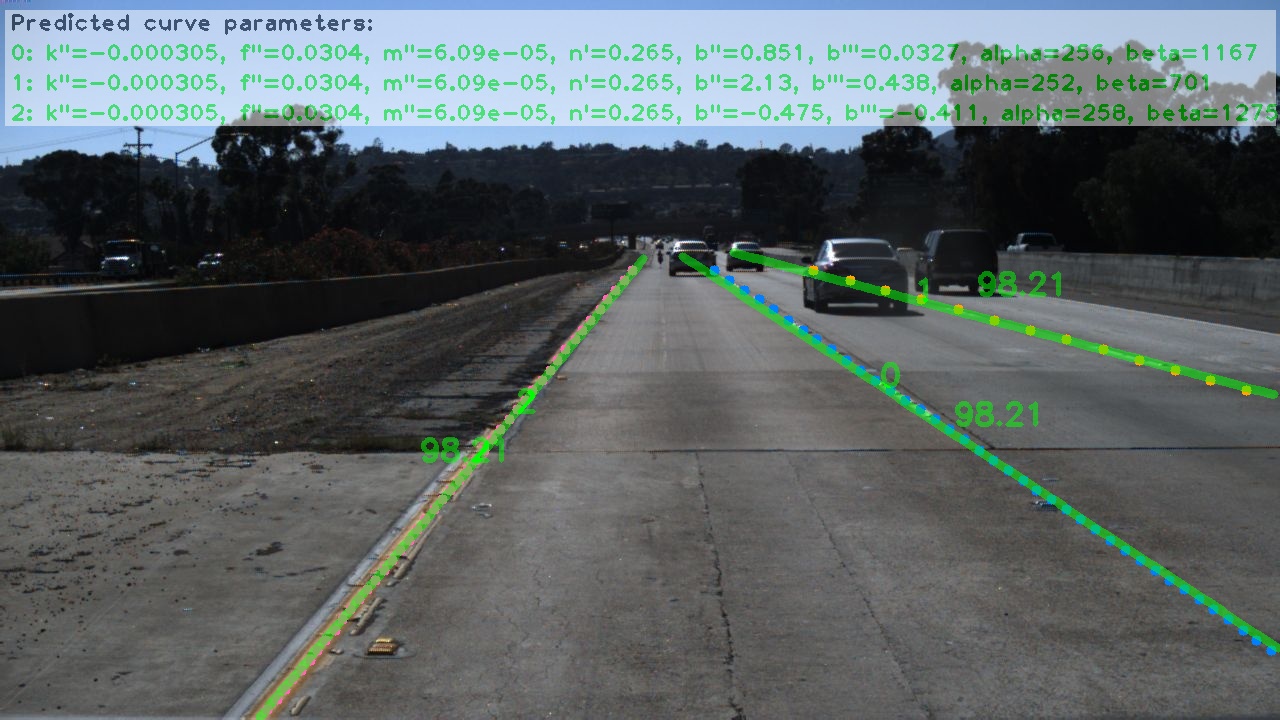 Predicted curve parameters:
0: k''=-0.000305, f''=0.0304, m''=6.09e-05, n'=0.265, b''=0.851, b'''=0.0327, alpha=256, beta=1167
1: k''=-0.000305, f''=0.0304, m''=6.09e-05, n'=0.265, b''=2.13, b'''=0.438, alpha=252, beta=701
2: k''=-0.000305, f''=0.0304, m''=6.09e-05, n'=0.265, b''=-0.475, b'''=-0.411, alpha=258, beta=1275
1 98.21
0
2
98.21
98.21